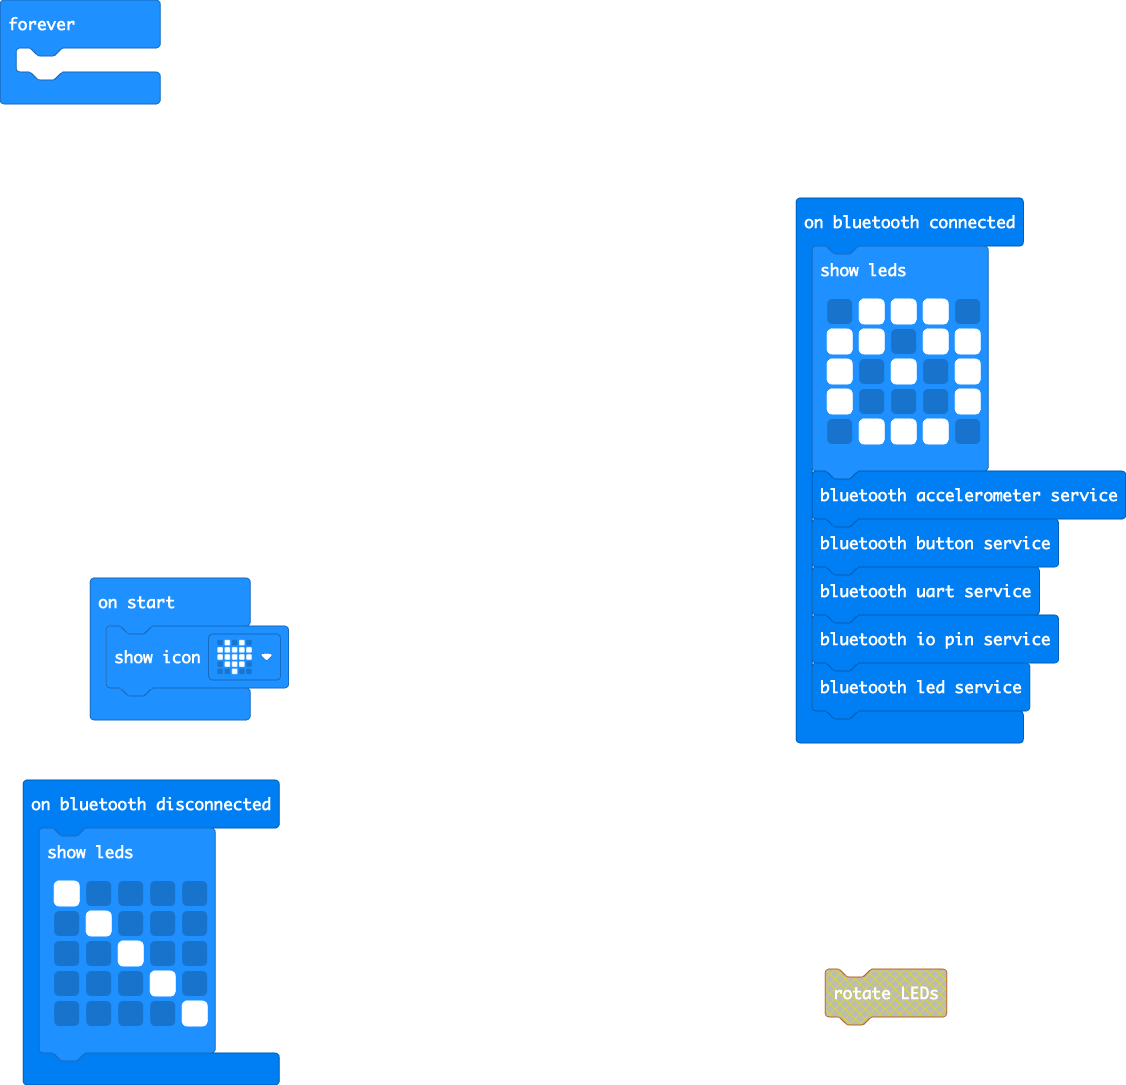 forever
on bluetooth connected
show leds
bluetooth accelerometer service
bluetooth button service
bluetooth uart service
bluetooth io pin service
bluetooth led service
on start
show icon
on bluetooth disconnected
show leds
rotate LEDs